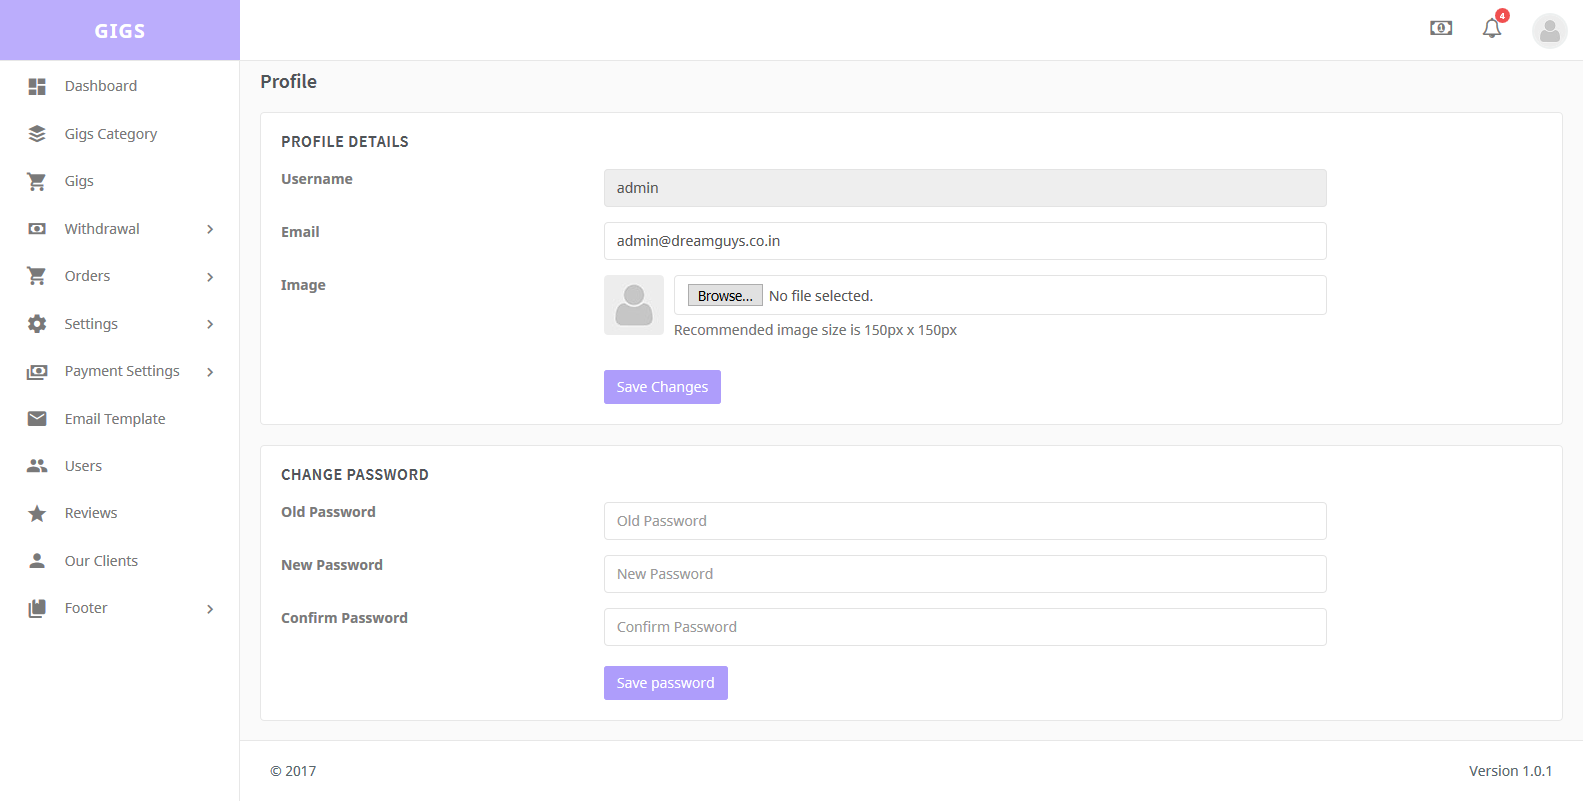 GIGS
4
Dashboard
Gigs Category
Gigs
Withdrawal
Orders
Settings
Payment Settings
Email Template
Users
Reviews
Our Clients
Footer
Profile
PROFILE DETAILS
Username
admin
Email
admin@dreamguys.co.in
Image
Browse... No file selected.
Recommended image size is 150px x 150px
Save Changes
CHANGE PASSWORD
Old Password
Old Password
New Password
New Password
Confirm Password
Confirm Password
Save password
© 2017
Version 1.0.1